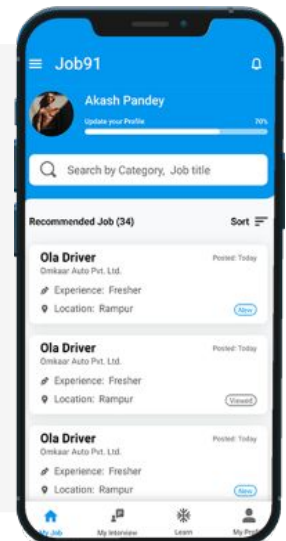 Job91
Akash Pandey
Update your Profile 70%
Search by Category, Job title
Recommended Job (34) Sort
Ola Driver Posted: Today
Omkaar Auto Pvt. Ltd.
Experience: Fresher
Location: Rampur New
Ola Driver Posted: Today
Omkaar Auto Pvt. Ltd.
Experience: Fresher
Location: Rampur Viewed
Ola Driver Posted: Today
Omkaar Auto Pvt. Ltd.
Experience: Fresher
Location: Rampur New
My Job My Interview Learn My Profi